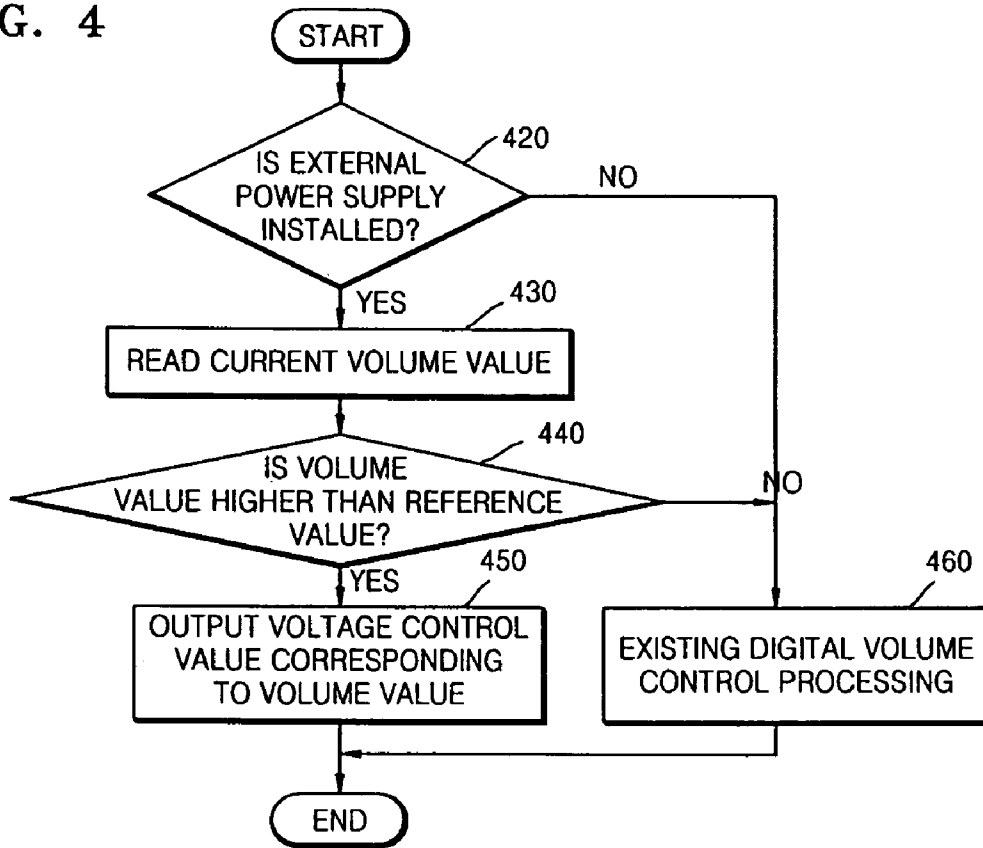 G. 4
START
420
IS EXTERNAL
POWER SUPPLY
INSTALLED?
NO
YES
430
READ CURRENT VOLUME VALUE
440
IS VOLUME
VALUE HIGHER THAN REFERENCE
VALUE?
NO
YES
450
OUTPUT VOLTAGE CONTROL
VALUE CORRESPONDING
TO VOLUME VALUE
460
EXISTING DIGITAL VOLUME
CONTROL PROCESSING
END